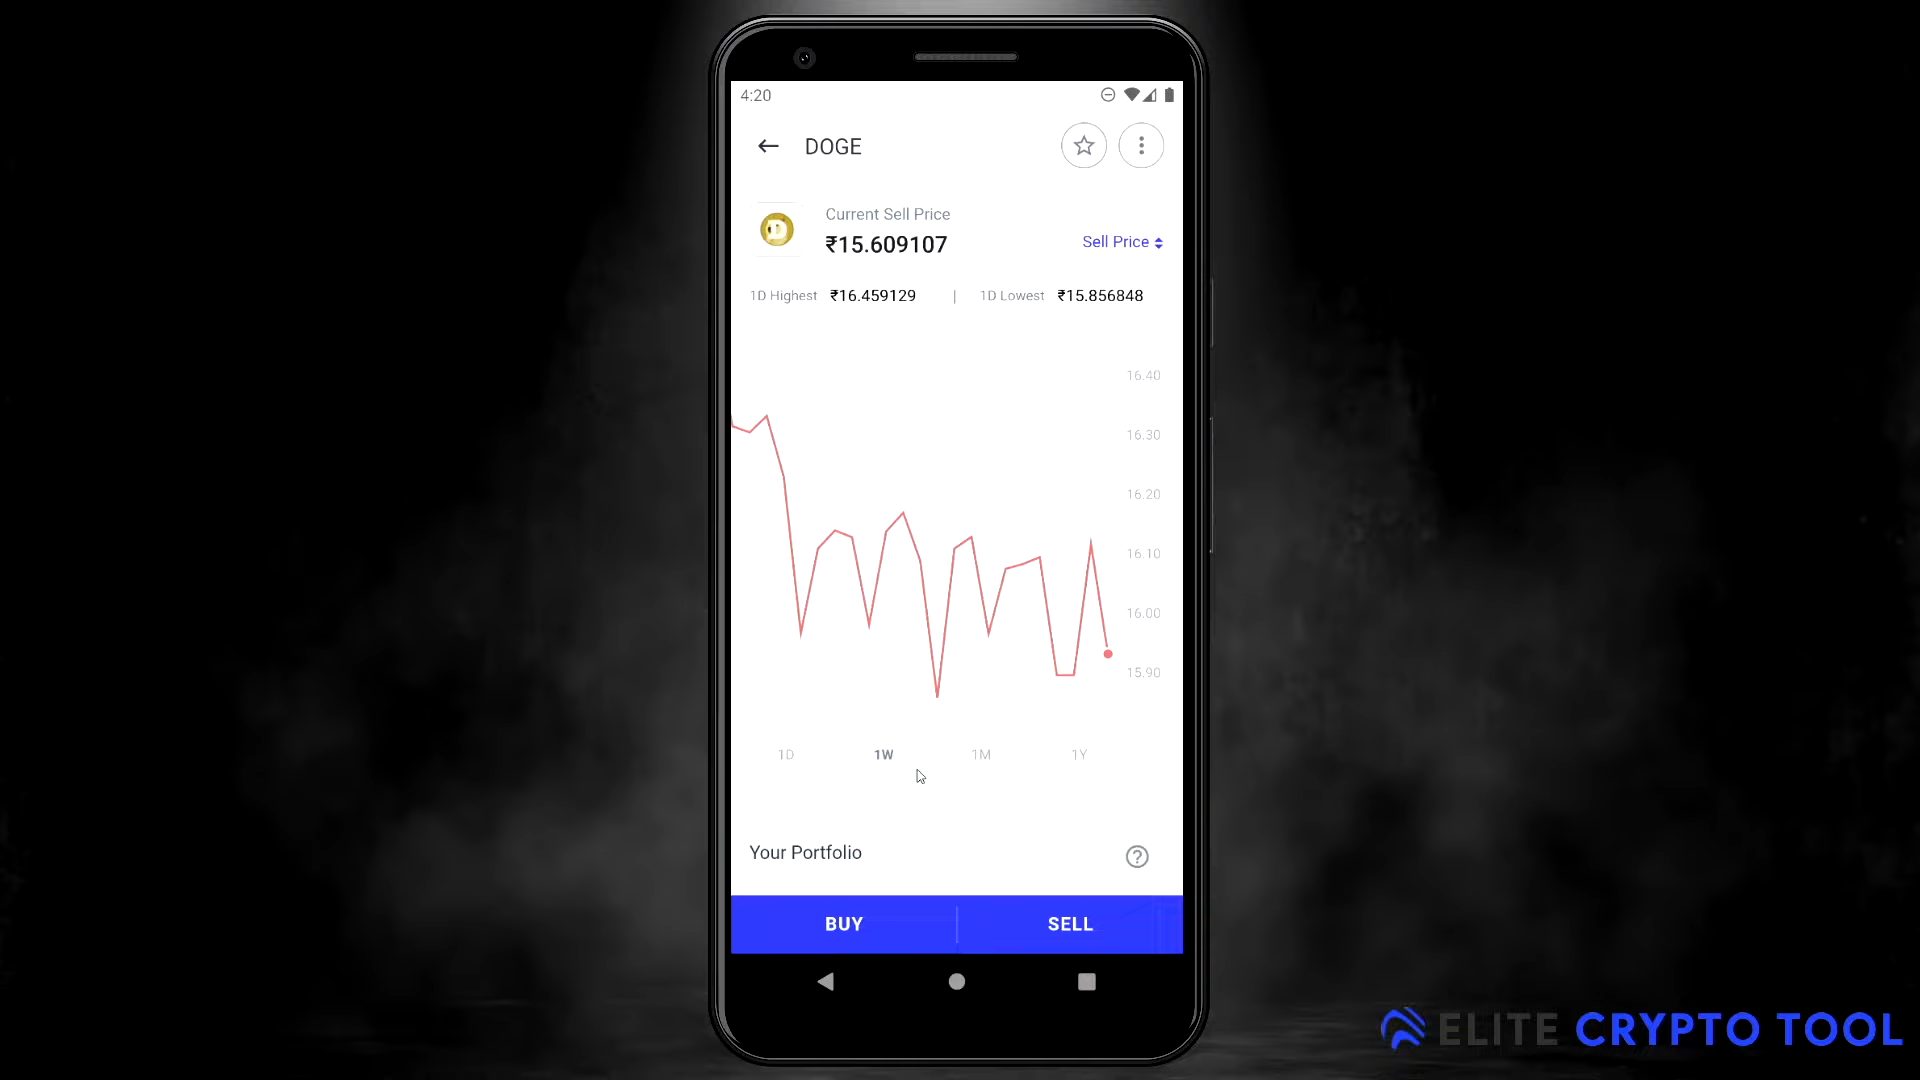 4:20
DOGE
Current Sell Price
₹15.609107
Sell Price
1D Highest ₹16.459129 | 1D Lowest ₹15.856848
16.40
16.30
16.20
16.10
16.00
15.90
1D 1W 1M 1Y
Your Portfolio
BUY SELL
ELITE CRYPTO TOOL